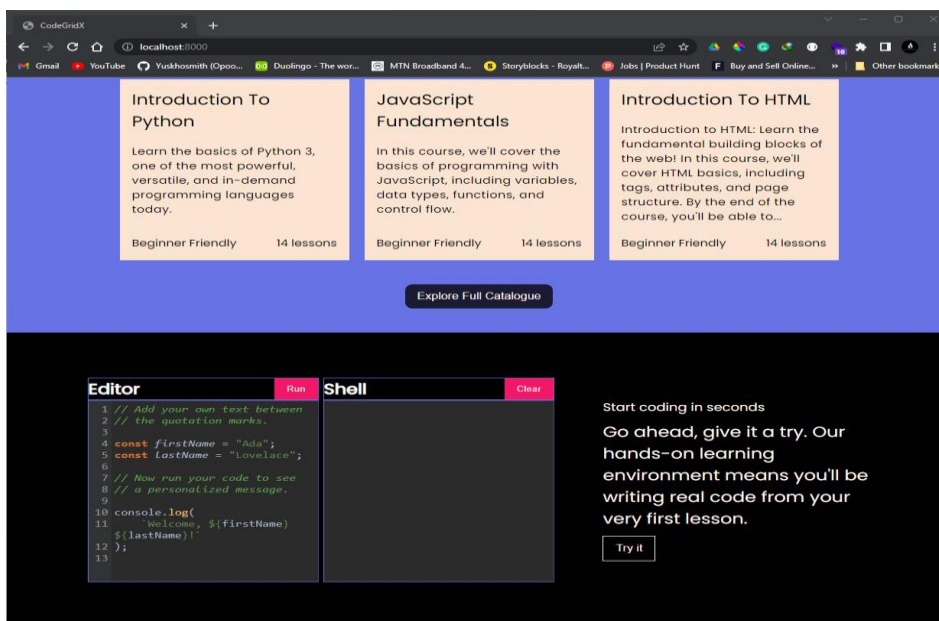 CodeGridX
localhost:8000
10
Gmail
YouTube
Yuskhosmith (Opoo...
Duolingo - The wor...
MTN Broadband 4...
Storyblocks - Royalt...
Jobs | Product Hunt
Buy and Sell Online...
Other bookmark
Introduction To
Python
Learn the basics of Python 3,
one of the most powerful,
versatile, and in-demand
programming languages
today.
Beginner Friendly 14 lessons
JavaScript
Fundamentals
In this course, we'll cover the
basics of programming with
JavaScript, including variables,
data types, functions, and
control flow.
Beginner Friendly 14 lessons
Introduction To HTML
Introduction to HTML: Learn the
fundamental building blocks of
the web! In this course, we'll
cover HTML basics, including
tags, attributes, and page
structure. By the end of the
course, you'll be able to...
Beginner Friendly 14 lessons
Explore Full Catalogue
Editor Run
1 // Add your own text between
2 // the quotation marks.
3
4 const firstName = "Ada";
5 const LastName = "Lovelace";
6
7 // Now run your code to see
8 // a personalized message.
9
10 console.log(
11 `Welcome, ${firstName}
${lastName}!`
12 );
13
Shell Clear
Start coding in seconds
Go ahead, give it a try. Our
hands-on learning
environment means you'll be
writing real code from your
very first lesson.
Try it